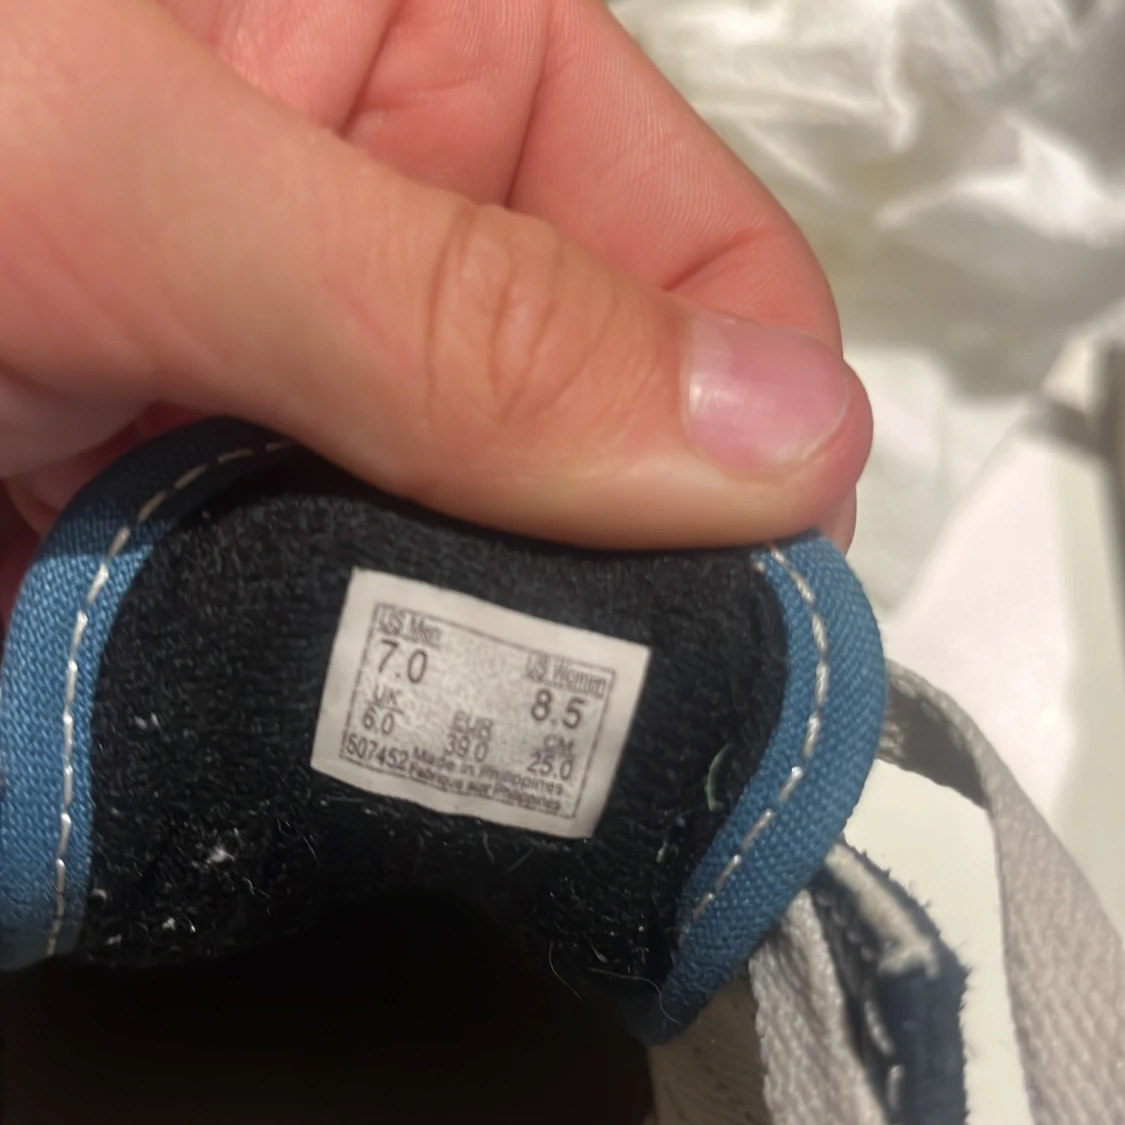 US Men
7.0
US Women
8.5
UK
6.0
EUR
39.0
CM
25.0
507452
Made in Philippines
Fabriqué aux Philippines